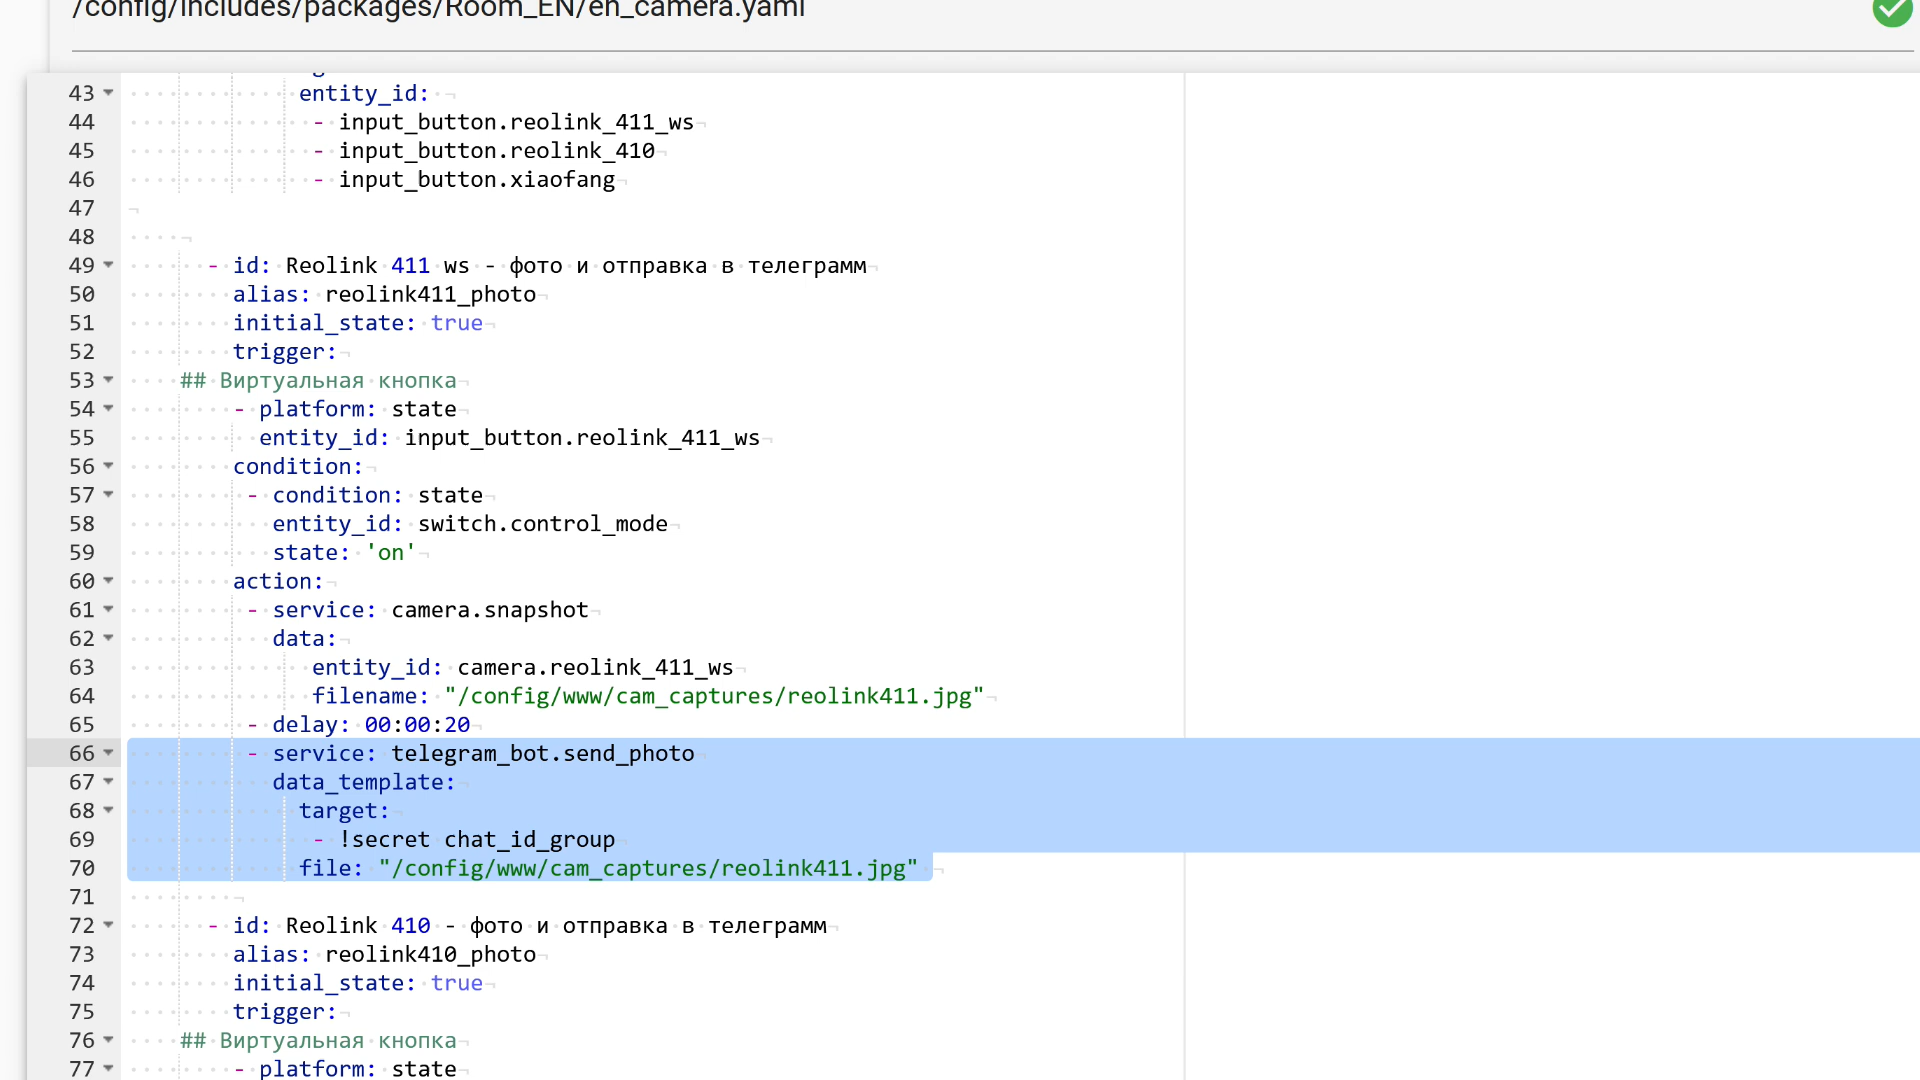 /config/includes/packages/Room_EN/en_camera.yaml
43 entity_id:
44 - input_button.reolink_411_ws
45 - input_button.reolink_410
46 - input_button.xiaofang
47
48
49 - id: Reolink 411 ws - фото и отправка в телеграмм
50 alias: reolink411_photo
51 initial_state: true
52 trigger:
53 ## Виртуальная кнопка
54 - platform: state
55 entity_id: input_button.reolink_411_ws
56 condition:
57 - condition: state
58 entity_id: switch.control_mode
59 state: 'on'
60 action:
61 - service: camera.snapshot
62 data:
63 entity_id: camera.reolink_411_ws
64 filename: "/config/www/cam_captures/reolink411.jpg"
65 - delay: 00:00:20
66 - service: telegram_bot.send_photo
67 data_template:
68 target:
69 - !secret chat_id_group
70 file: "/config/www/cam_captures/reolink411.jpg"
71
72 - id: Reolink 410 - фото и отправка в телеграмм
73 alias: reolink410_photo
74 initial_state: true
75 trigger:
76 ## Виртуальная кнопка
77 - platform: state